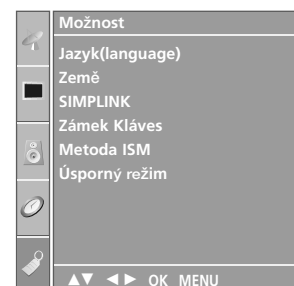 Možnost
Jazyk(language)
Země
SIMPLINK
Zámek Kláves
Metoda ISM
Úsporný režim
▲▼ ◄► OK MENU